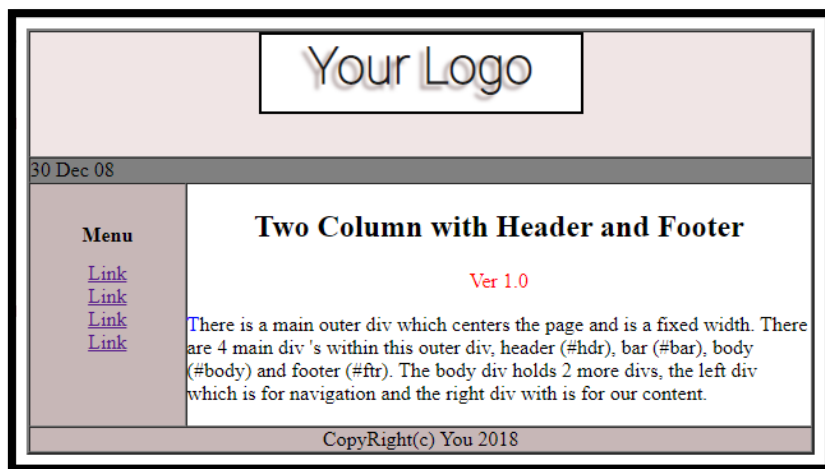 Your Logo
30 Dec 08
Menu
Link
Link
Link
Link
Two Column with Header and Footer
Ver 1.0
There is a main outer div which centers the page and is a fixed width. There
are 4 main div 's within this outer div, header (#hdr), bar (#bar), body
(#body) and footer (#ftr). The body div holds 2 more divs, the left div
which is for navigation and the right div with is for our content.
CopyRight(c) You 2018